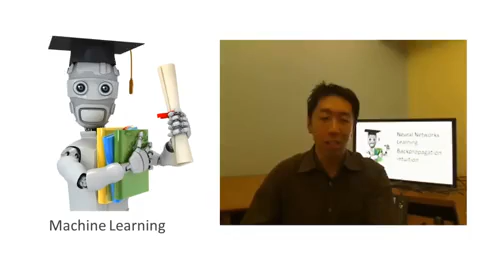 Machine Learning
Neural Networks:
Learning
Backpropagation
intuition